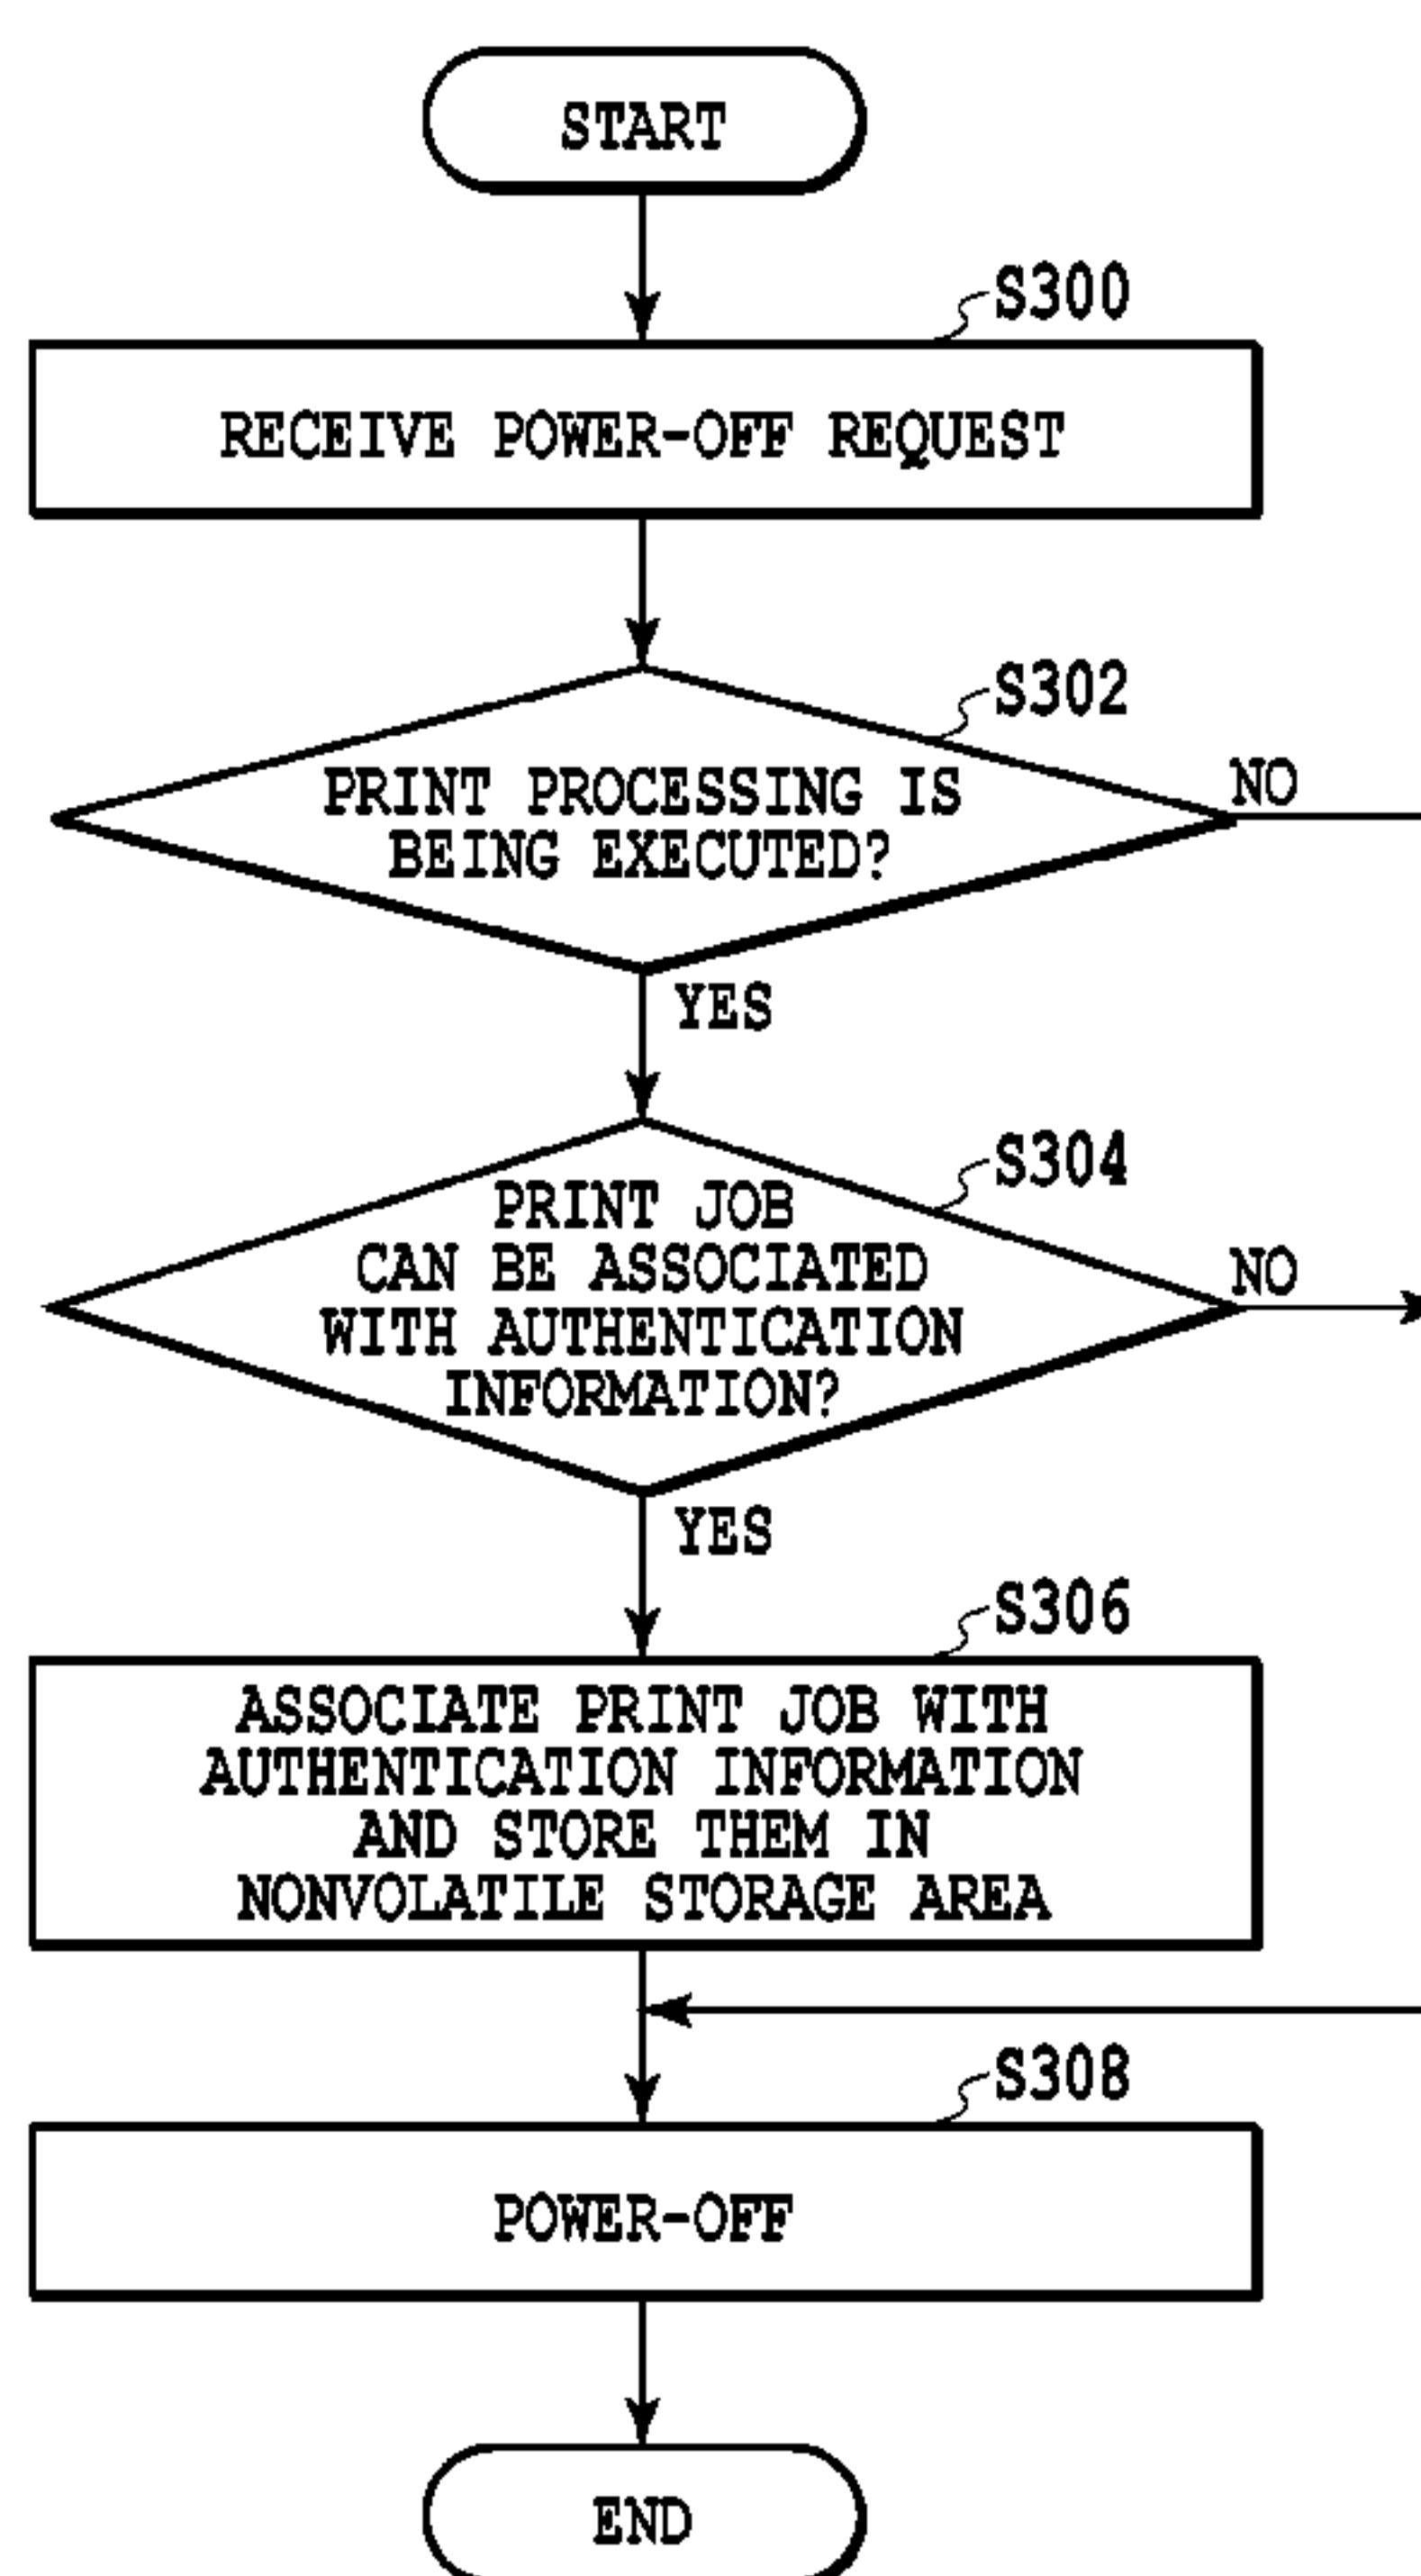 START
S300
RECEIVE POWER-OFF REQUEST
S302
PRINT PROCESSING IS
BEING EXECUTED?
NO
YES
S304
PRINT JOB
CAN BE ASSOCIATED
WITH AUTHENTICATION
INFORMATION?
NO
YES
S306
ASSOCIATE PRINT JOB WITH
AUTHENTICATION INFORMATION
AND STORE THEM IN
NONVOLATILE STORAGE AREA
S308
POWER-OFF
END